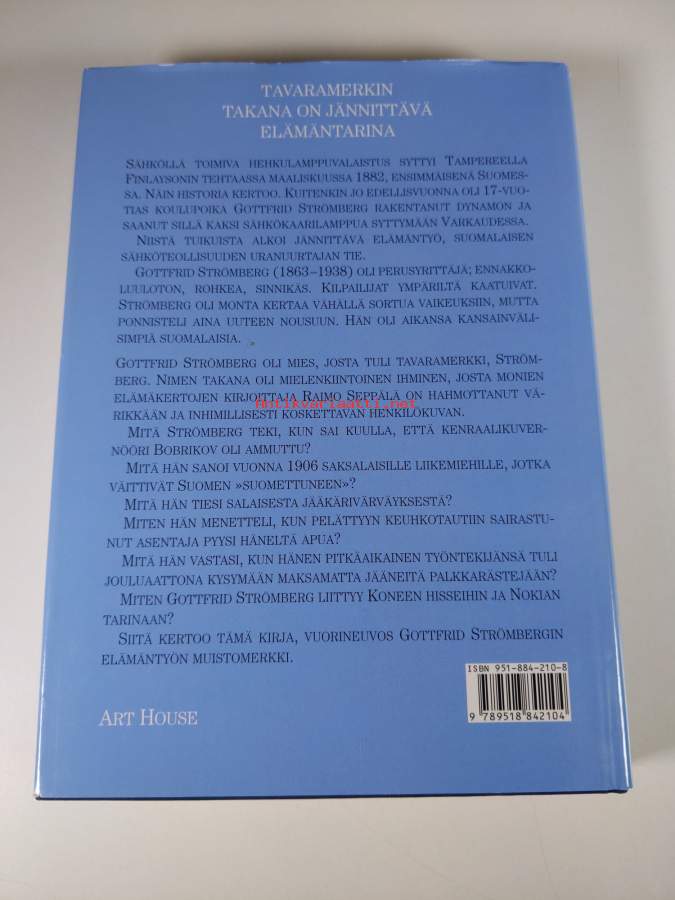 TAVARAMERKIN
TAKANA ON JÄNNITTÄVÄ
ELÄMÄNTARINA
SÄHKÖLLÄ TOIMIVA HEHKULAMPPUVALAISTUS SYTTYI TAMPEREELLA
FINLAYSONIN TEHTAASSA MAALISKUUSSA 1882, ENSIMMÄISENÄ SUOMES-
SA. NÄIN HISTORIA KERTOO. KUITENKIN JO EDELLISVUONNA OLI 17-VUO-
TIAS KOULUPOIKA GOTTFRID STRÖMBERG RAKENTANUT DYNAMON JA
SAANUT SILLÄ KAKSI SÄHKÖKAARILAMPPUA SYTTYMÄÄN VARKAUDESSA.
NIISTÄ TUIKUISTA ALKOI JÄNNITTÄVÄ ELÄMÄNTYÖ, SUOMALAISEN
SÄHKÖTEOLLISUUDEN URANUURTAJAN TIE.
GOTTFRID STRÖMBERG (1863–1938) OLI PERUSYRITTÄJÄ; ENNAKKO-
LUULOTON, ROHKEA, SINNIKÄS. KILPAILIJAT YMPÄRILTÄ KAATUIVAT.
STRÖMBERG OLI MONTA KERTAA VÄHÄLLÄ SORTUA VAIKEUKSIIN, MUTTA
PONNISTELI AINA UUTEEN NOUSUUN. HÄN OLI AIKANSA KANSAINVÄLI-
SIMPIÄ SUOMALAISIA.
GOTTFRID STRÖMBERG OLI MIES, JOSTA TULI TAVARAMERKKI, STRÖM-
BERG. NIMEN TAKANA OLI MIELENKIINTOINEN IHMINEN, JOSTA MONIEN
ELÄMÄKERTOJEN KIRJOITTAJA RAIMO SEPPÄLÄ ON HAHMOTTANUT VÄ-
Antikvariaatti.net
RIKKÄÄN JA INHIMILLISESTI KOSKETTAVAN HENKILÖKUVAN.
MITÄ STRÖMBERG TEKI, KUN SAI KUULLA, ETTÄ KENRAALIKUVER-
NÖÖRI BOBRIKOV OLI AMMUTTU?
MITÄ HÄN SANOI VUONNA 1906 SAKSALAISILLE LIIKEMIEHILLE, JOTKA
VÄITTIVÄT SUOMEN »SUOMETTUNEEN»?
MITÄ HÄN TIESI SALAISESTA JÄÄKÄRIVÄRVÄYKSESTÄ?
MITEN HÄN MENETTELI, KUN PELÄTTYYN KEUHKOTAUTIIN SAIRASTU-
NUT ASENTAJA PYYSI HÄNELTÄ APUA?
MITÄ HÄN VASTASI, KUN HÄNEN PITKÄAIKAINEN TYÖNTEKIJÄNSÄ TULI
JOULUAATTONA KYSYMÄÄN MAKSAMATTA JÄÄNEITÄ PALKKARÄSTEJÄÄN?
MITEN GOTTFRID STRÖMBERG LIITTYY KONEEN HISSEIHIN JA NOKIAN
TARINAAN?
SIITÄ KERTOO TÄMÄ KIRJA, VUORINEUVOS GOTTFRID STRÖMBERGIN
ELÄMÄNTYÖN MUISTOMERKKI.
ISBN 951-884-210-8
9 789518 842104
ART HOUSE